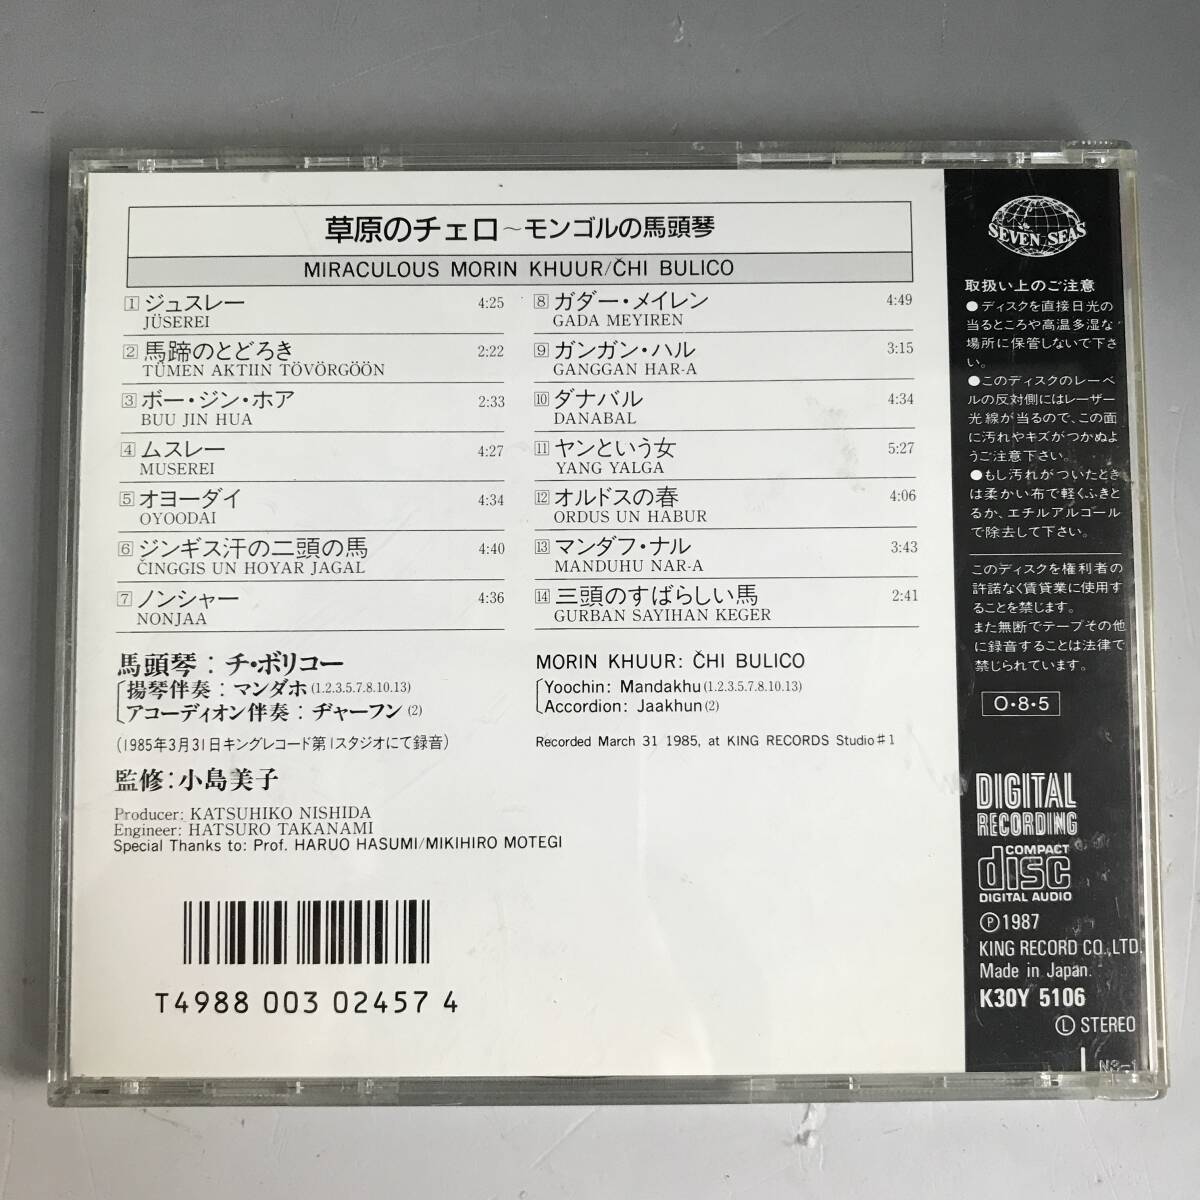 草原のチェロ～モンゴルの馬頭琴
MIRACULOUS MORIN KHUUR/ČHI BULICO
1 ジュスレー 4:25
JÜSEREI
2 馬蹄のとどろき 2:22
TÜMEN AKTIIN TÖVÖRGÖÖN
3 ボー・ジン・ホア 2:33
BUU JIN HUA
4 ムスレー 4:27
MUSEREI
5 オヨーダイ 4:34
OYOODAI
6 ジンギス汗の二頭の馬 4:40
ČINGGIS UN HOYAR JAGAL
7 ノンジャー 4:36
NONJAA
8 ガダー・メイレン 4:49
GADA MEYIREN
9 ガンガン・ハル 3:15
GANGGAN HAR-A
10 ダナバル 4:34
DANABAL
11 ヤンという女 5:27
YANG YALGA
12 オルドスの春 4:06
ORDUS UN HABUR
13 マンダフ・ナル 3:43
MANDUHU NAR-A
14 三頭のすばらしい馬 2:41
GURBAN SAYIHAN KEGER
馬頭琴：チ・ボリコー
揚琴伴奏：マンダホ(1.2.3.5.7.8.10.13)
アコーディオン伴奏：ヂャーフン(2)
(1985年3月31日キングレコード第1スタジオにて録音)
監修：小島美子
Producer: KATSUHIKO NISHIDA
Engineer: HATSURO TAKANAMI
Special Thanks to: Prof. HARUO HASUMI/MIKIHIRO MOTEGI
MORIN KHUUR: ČHI BULICO
Yoochin: Mandakhu(1.2.3.5.7.8.10.13)
Accordion: Jaakhun(2)
Recorded March 31 1985, at KING RECORDS Studio♯1
T4988 003 02457 4
SEVEN SEAS
取扱い上のご注意
●ディスクを直接日光の
当るところや高温多湿な
場所に保管しないで下さ
い。
●このディスクのレーベ
ルの反対側にはレーザー
光線が当るので、この面
に汚れやキズがつかぬよ
うご注意下さい。
●もし汚れがついたとき
は柔かい布で軽くふきと
るか、エチルアルコール
で除去して下さい。
このディスクを権利者の
許諾なく賃貸業に使用す
ることを禁じます。
また無断でテープその他
に録音することは法律で
禁じられています。
O・8・5
DIGITAL
RECORDING
COMPACT
disc
DIGITAL AUDIO
Ⓟ1987
KING RECORD CO.,LTD.
Made in Japan.
K30Y 5106
Ⓛ STEREO